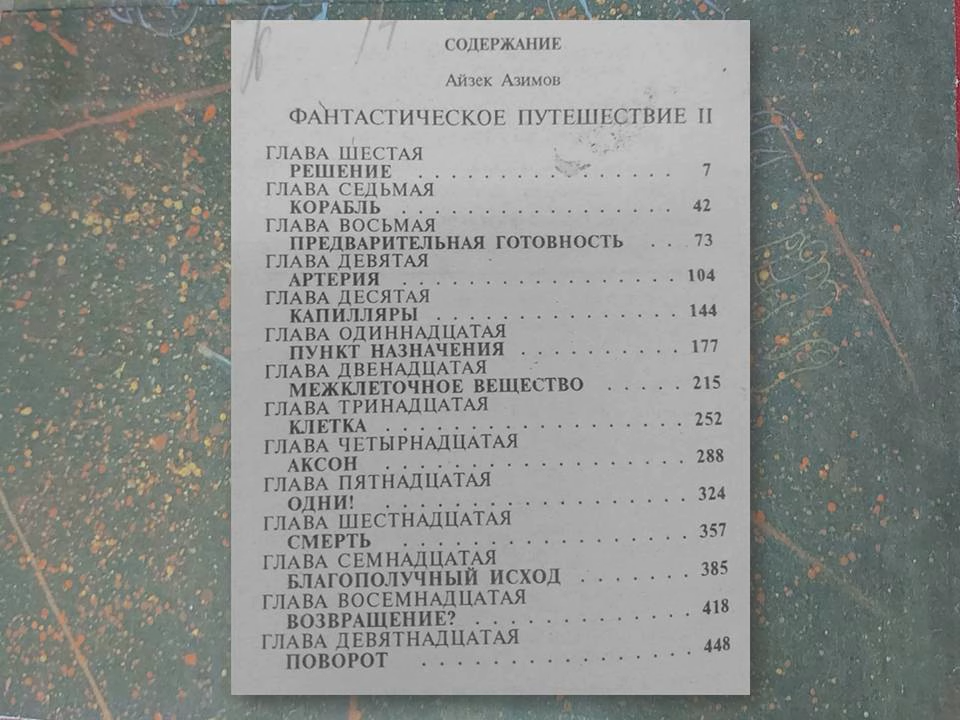 СОДЕРЖАНИЕ
Айзек Азимов
ФАНТАСТИЧЕСКОЕ ПУТЕШЕСТВИЕ II
ГЛАВА ШЕСТАЯ
РЕШЕНИЕ . . . . . . . . . . . . . . . . 7
ГЛАВА СЕДЬМАЯ
КОРАБЛЬ . . . . . . . . . . . . . . . . 42
ГЛАВА ВОСЬМАЯ
ПРЕДВАРИТЕЛЬНАЯ ГОТОВНОСТЬ . . . 73
ГЛАВА ДЕВЯТАЯ
АРТЕРИЯ . . . . . . . . . . . . . . . . 104
ГЛАВА ДЕСЯТАЯ
КАПИЛЛЯРЫ . . . . . . . . . . . . . . 144
ГЛАВА ОДИННАДЦАТАЯ
ПУНКТ НАЗНАЧЕНИЯ . . . . . . . . . 177
ГЛАВА ДВЕНАДЦАТАЯ
МЕЖКЛЕТОЧНОЕ ВЕЩЕСТВО . . . . . 215
ГЛАВА ТРИНАДЦАТАЯ
КЛЕТКА . . . . . . . . . . . . . . . . . 252
ГЛАВА ЧЕТЫРНАДЦАТАЯ
АКСОН . . . . . . . . . . . . . . . . . 288
ГЛАВА ПЯТНАДЦАТАЯ
ОДНИ! . . . . . . . . . . . . . . . . . 324
ГЛАВА ШЕСТНАДЦАТАЯ
СМЕРТЬ . . . . . . . . . . . . . . . . 357
ГЛАВА СЕМНАДЦАТАЯ
БЛАГОПОЛУЧНЫЙ ИСХОД . . . . . . 385
ГЛАВА ВОСЕМНАДЦАТАЯ
ВОЗВРАЩЕНИЕ? . . . . . . . . . . . . 418
ГЛАВА ДЕВЯТНАДЦАТАЯ
ПОВОРОТ . . . . . . . . . . . . . . . 448